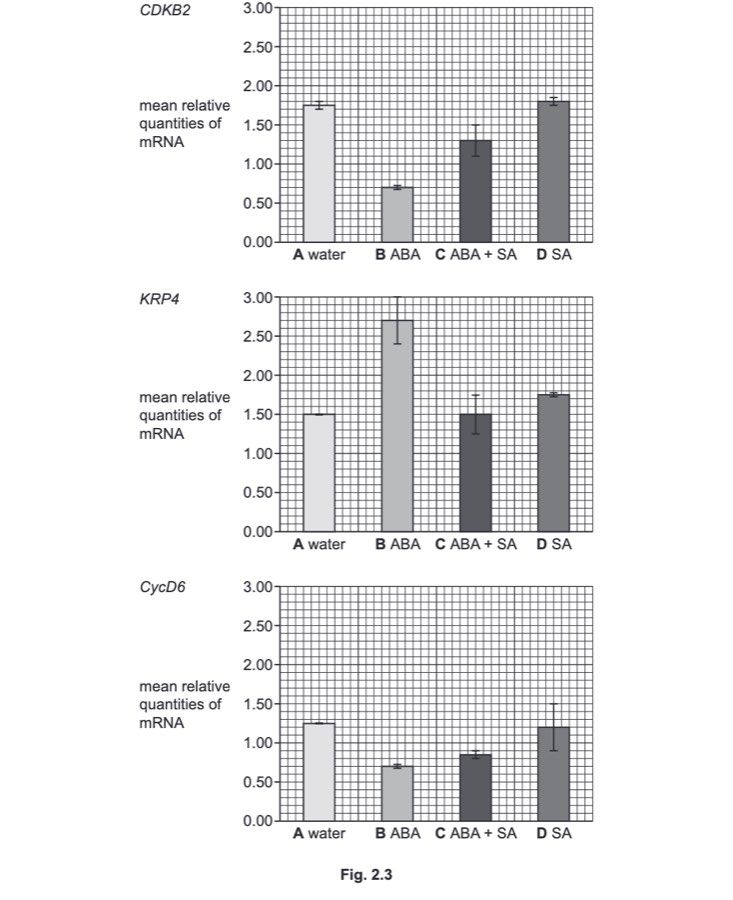 CDKB2
3.00
2.50
2.00
mean relative
quantities of
mRNA
1.50
1.00
0.50
0.00
A water B ABA C ABA + SA D SA
KRP4
3.00
2.50
2.00
mean relative
quantities of
mRNA
1.50
1.00
0.50
0.00
A water B ABA C ABA + SA D SA
CycD6
3.00
2.50
2.00
mean relative
quantities of
mRNA
1.50
1.00
0.50
0.00
A water B ABA C ABA + SA D SA
Fig. 2.3